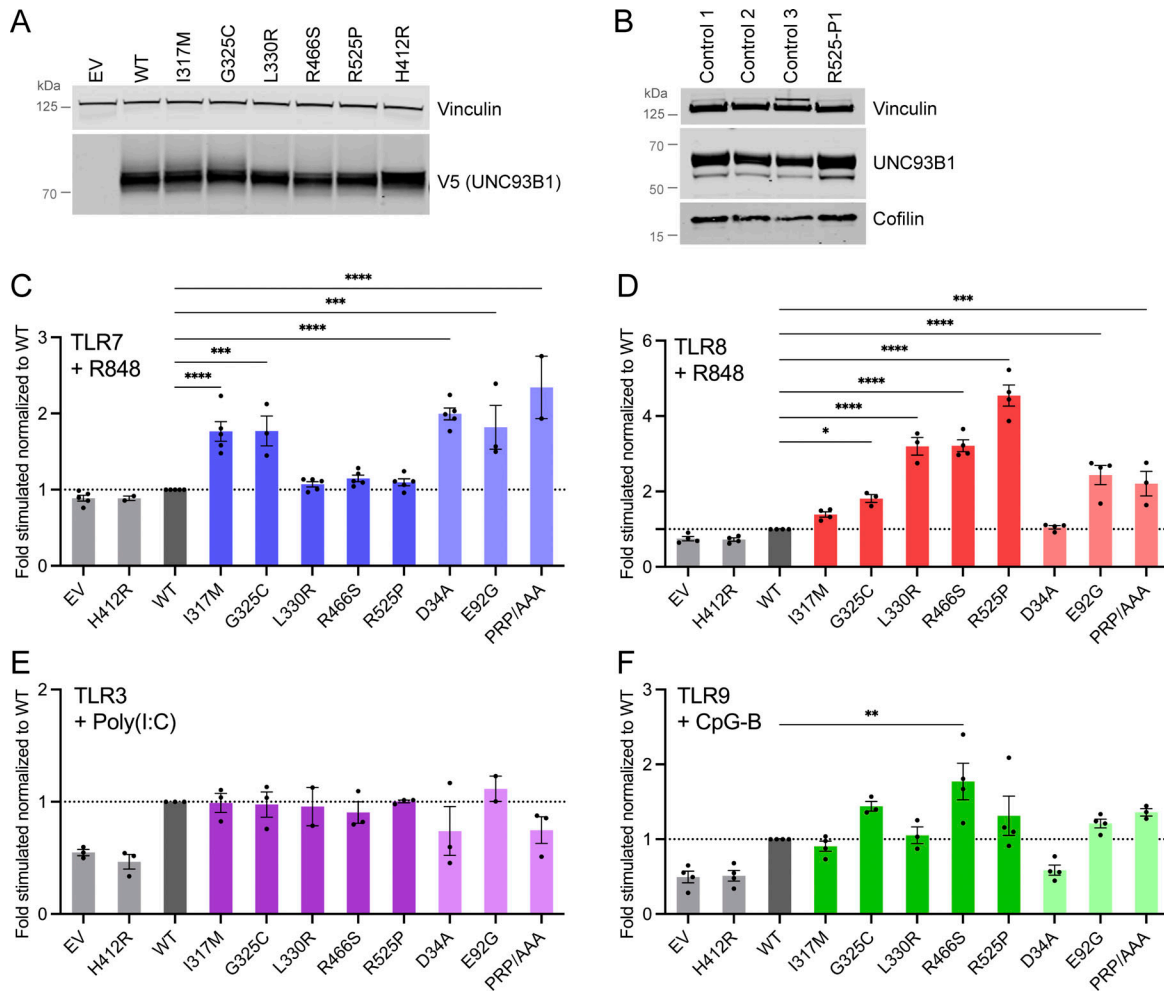 A
EV
WT
I317M
G325C
L330R
R466S
R525P
H412R
kDa
125
Vinculin
70
V5 (UNC93B1)
B
Control 1
Control 2
Control 3
R525-P1
kDa
125
Vinculin
70
UNC93B1
50
Cofilin
15
C
TLR7
+ R848
Fold stimulated normalized to WT
3
2
1
0
****
***
****
***
****
EV
H412R
WT
I317M
G325C
L330R
R466S
R525P
D34A
E92G
PRP/AAA
D
TLR8
+ R848
Fold stimulated normalized to WT
6
4
2
0
***
****
****
****
****
*
EV
H412R
WT
I317M
G325C
L330R
R466S
R525P
D34A
E92G
PRP/AAA
E
TLR3
+ Poly(I:C)
Fold stimulated normalized to WT
2
1
0
EV
H412R
WT
I317M
G325C
L330R
R466S
R525P
D34A
E92G
PRP/AAA
F
TLR9
+ CpG-B
Fold stimulated normalized to WT
3
2
1
0
**
EV
H412R
WT
I317M
G325C
L330R
R466S
R525P
D34A
E92G
PRP/AAA